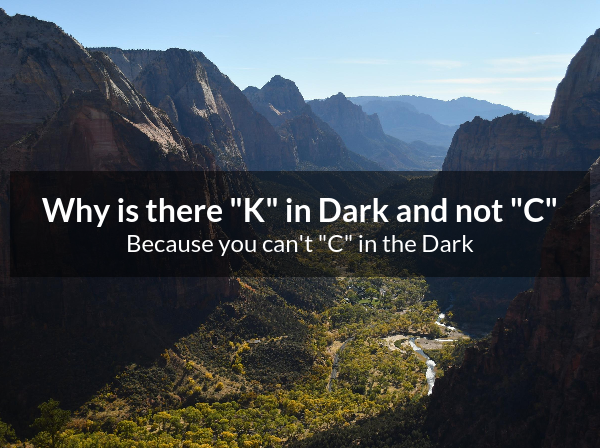 Why is there "K" in Dark and not "C"
Because you can't "C" in the Dark